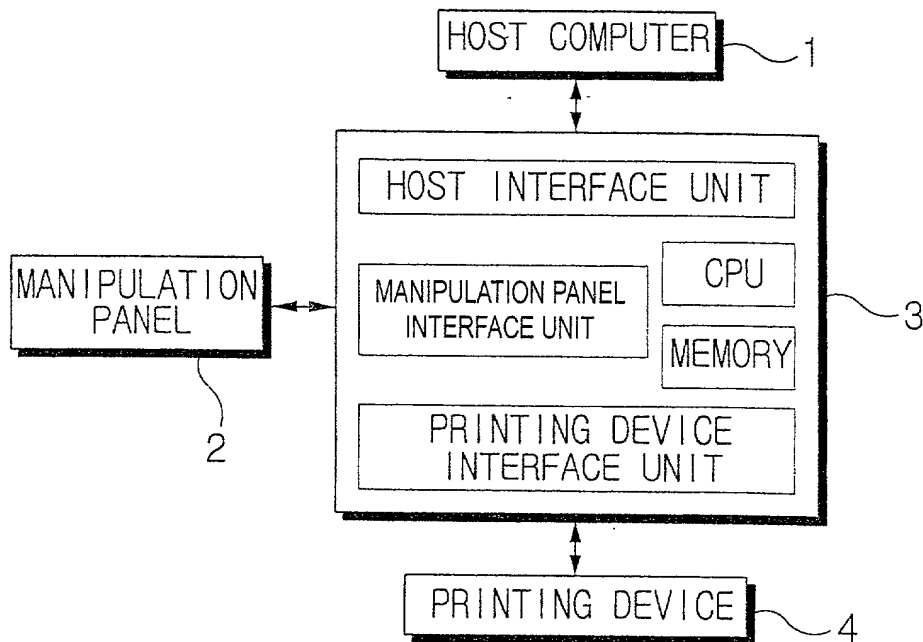 HOST COMPUTER
1
HOST INTERFACE UNIT
CPU
MANIPULATION
PANEL
MANIPULATION PANEL
INTERFACE UNIT
3
MEMORY
2
PRINTING DEVICE
INTERFACE UNIT
PRINTING DEVICE
4